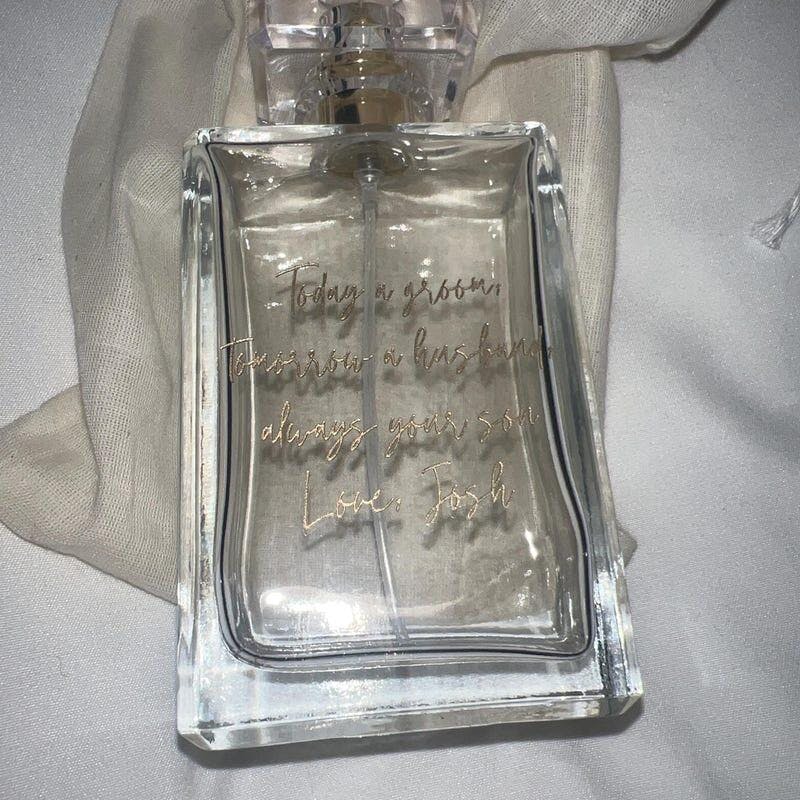 Today a groom,
Tomorrow a husband,
always your son
Love, Josh